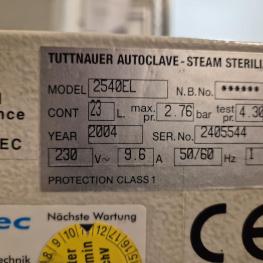 TUTTNAUER AUTOCLAVE - STEAM STERILI
MODEL 2540EL N.B.No. ******
CONT 23 L. max. pr. 2.76 bar test pr. 4.30
YEAR 2004 SER.No. 2405544
230 V~ 9.6 A 50/60 Hz 1
PROTECTION CLASS 1
nce
EC
ec
Nächste Wartung
chnik
CE